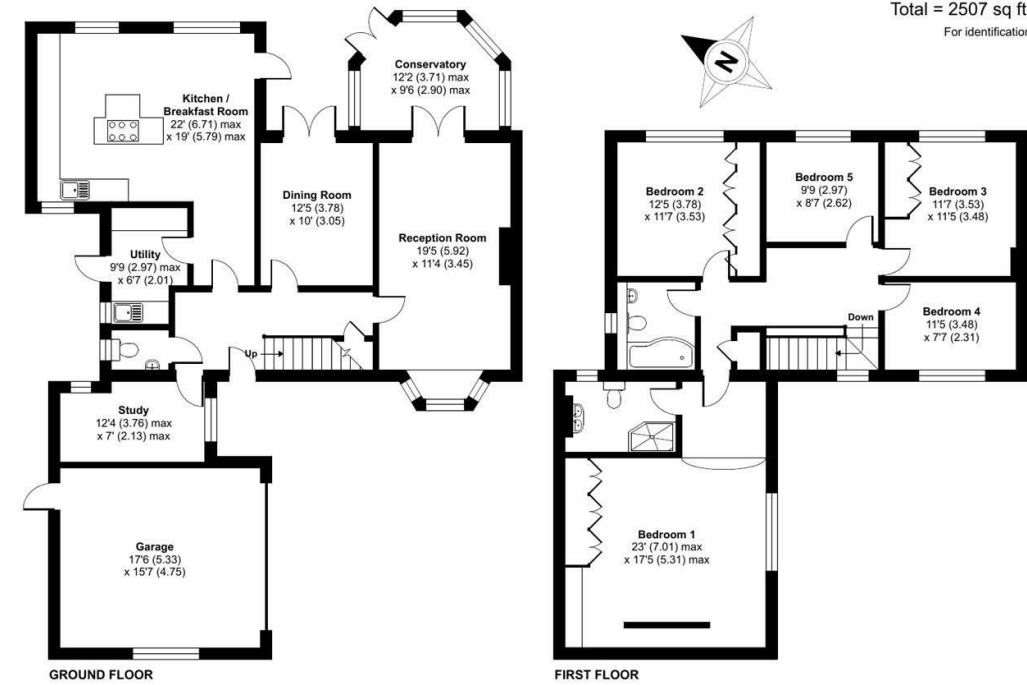 Total = 2507 sq ft
For identification
N
Conservatory
12'2 (3.71) max
x 9'6 (2.90) max
Kitchen /
Breakfast Room
22' (6.71) max
x 19' (5.79) max
Dining Room
12'5 (3.78)
x 10' (3.05)
Reception Room
19'5 (5.92)
x 11'4 (3.45)
Utility
9'9 (2.97) max
x 6'7 (2.01)
Up
Study
12'4 (3.76) max
x 7' (2.13) max
Garage
17'6 (5.33)
x 15'7 (4.75)
GROUND FLOOR
Bedroom 2
12'5 (3.78)
x 11'7 (3.53)
Bedroom 5
9'9 (2.97)
x 8'7 (2.62)
Bedroom 3
11'7 (3.53)
x 11'5 (3.48)
Bedroom 4
11'5 (3.48)
x 7'7 (2.31)
Down
Bedroom 1
23' (7.01) max
x 17'5 (5.31) max
FIRST FLOOR